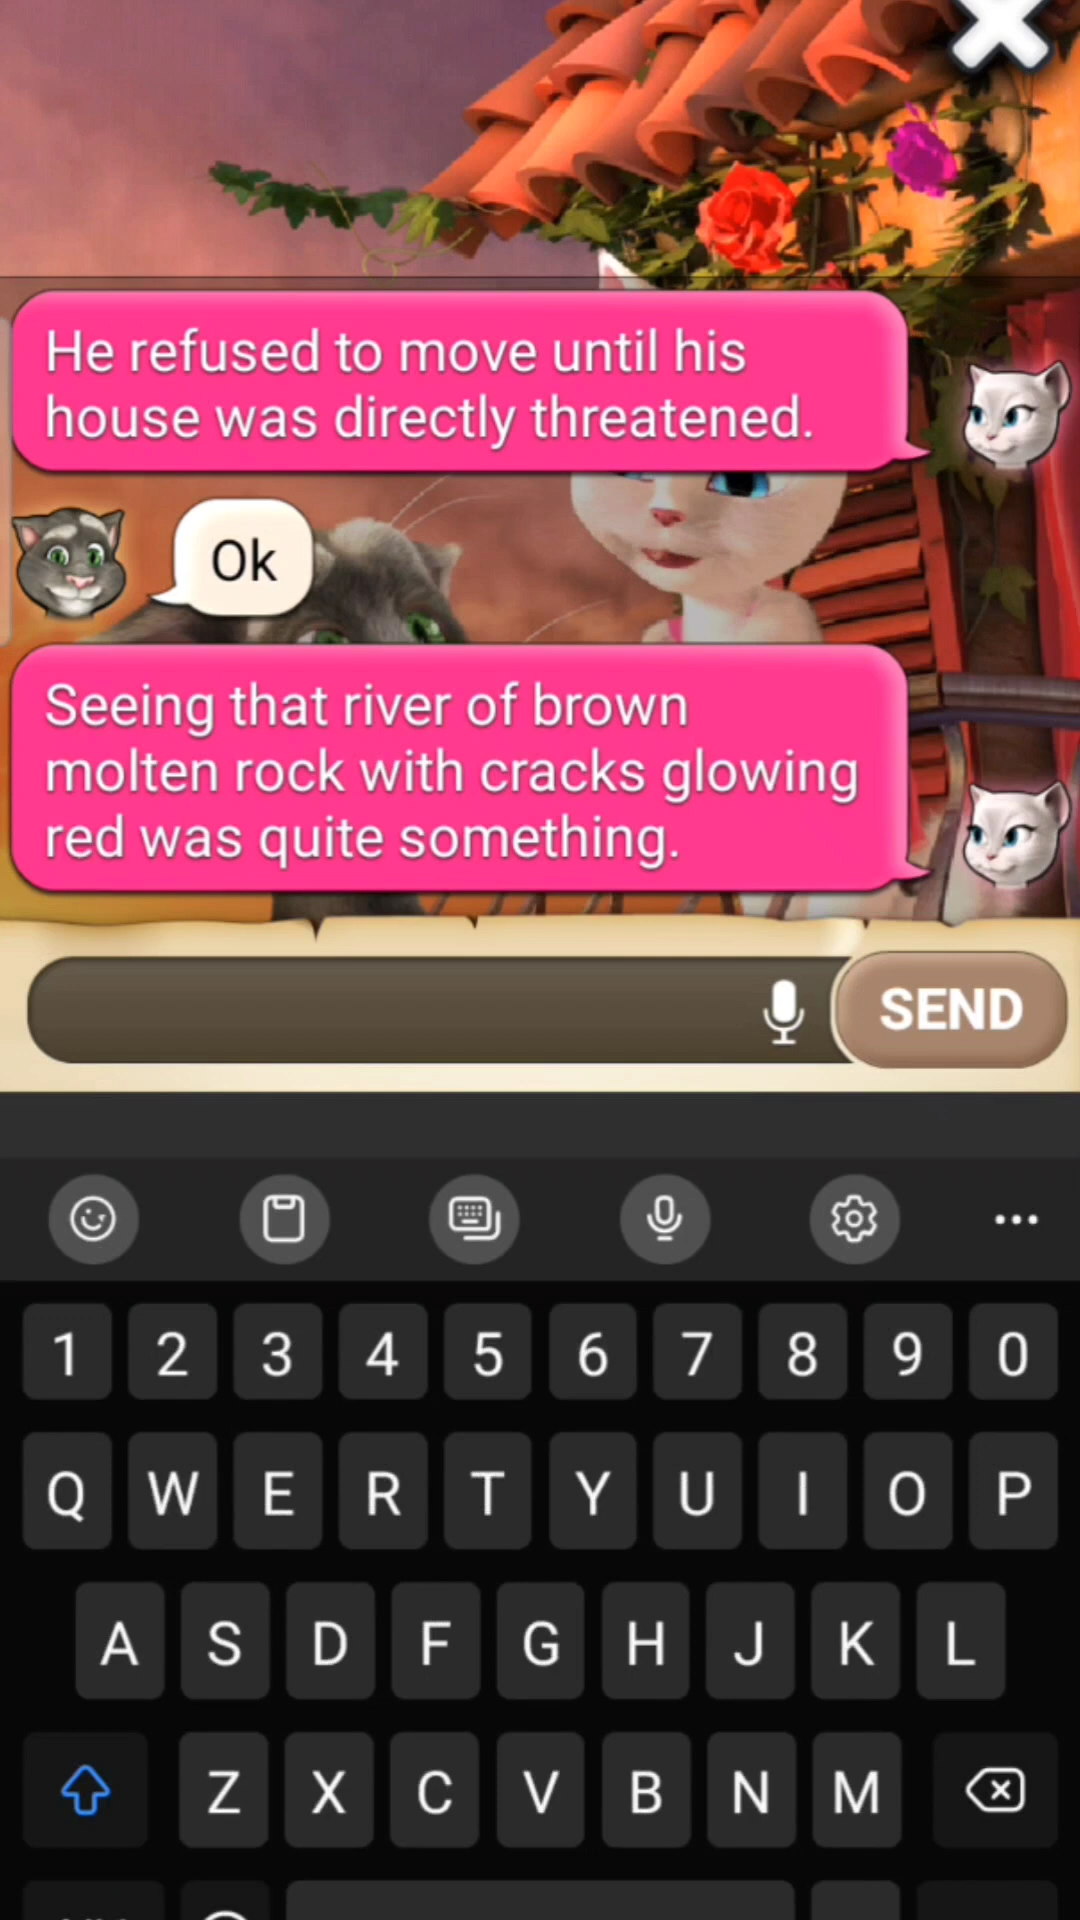 He refused to move until his
house was directly threatened.
Ok
Seeing that river of brown
molten rock with cracks glowing
red was quite something.
SEND
1 2 3 4 5 6 7 8 9 0
Q W E R T Y U I O P
A S D F G H J K L
Z X C V B N M